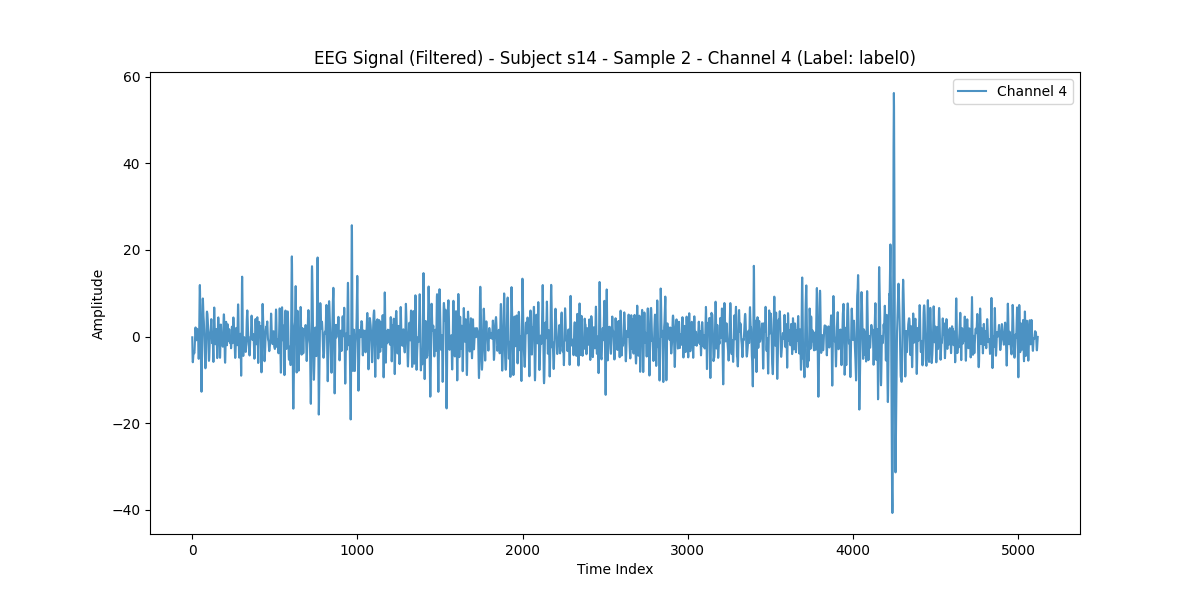 EEG Signal (Filtered) - Subject s14 - Sample 2 - Channel 4 (Label: label0)
Channel 4
60
40
20
0
−20
−40
Amplitude
0 1000 2000 3000 4000 5000
Time Index